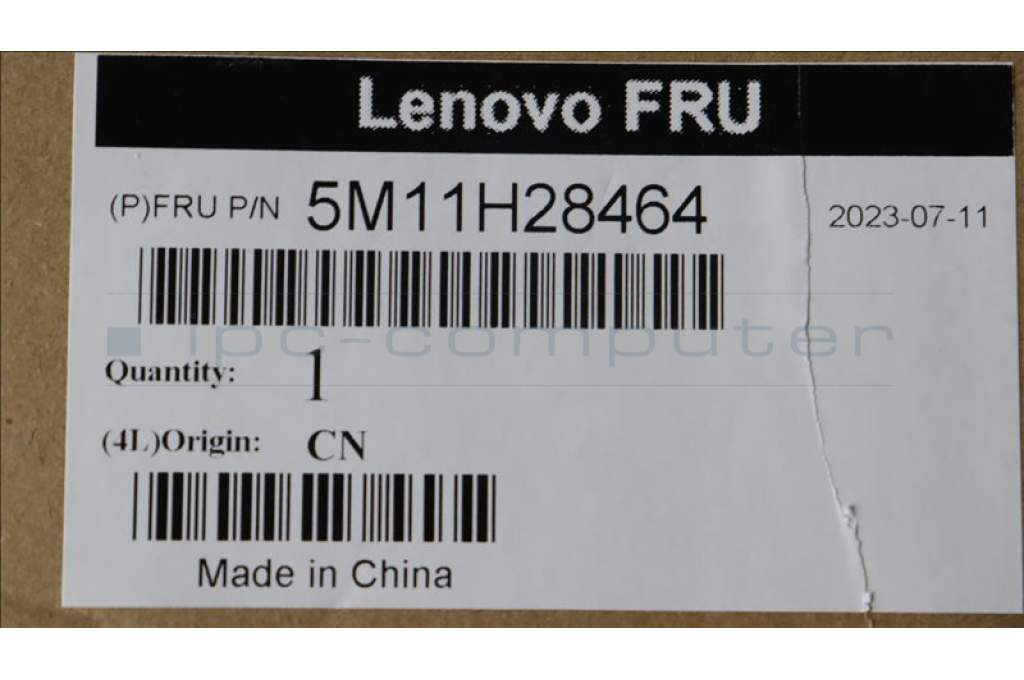 Lenovo FRU
(P)FRU P/N 5M11H28464 2023-07-11
ipc-computer
Quantity: 1
(4L)Origin: CN
Made in China